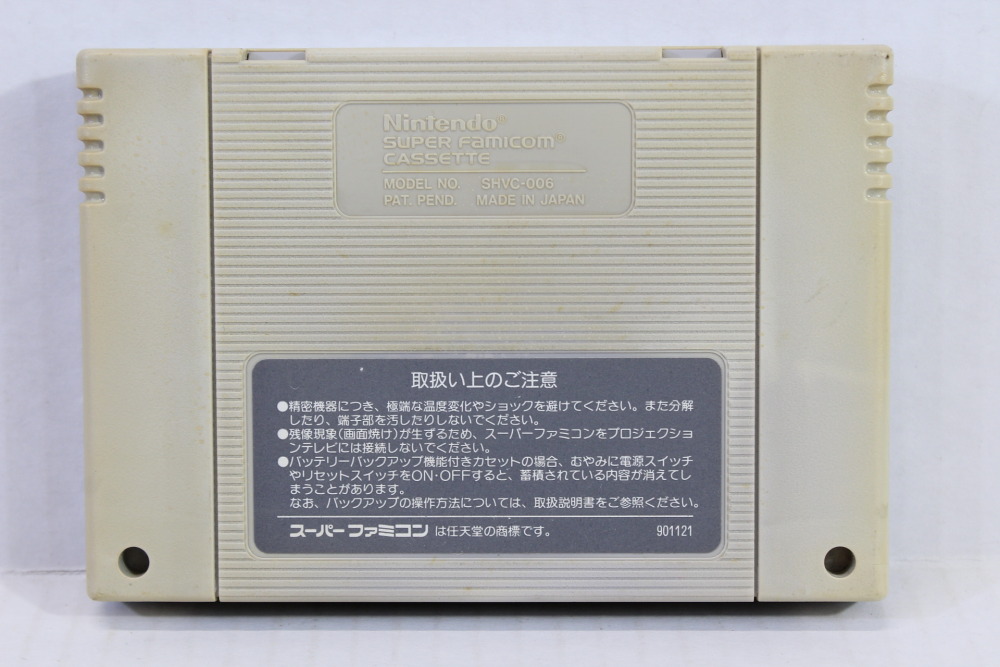 Nintendo®
SUPER FAMICOM®
CASSETTE
MODEL NO. SHVC-006
PAT. PEND. MADE IN JAPAN
取扱い上のご注意
●精密機器につき、極端な温度変化やショックを避けてください。また分解
したり、端子部を汚したりしないでください。
●残像現象(画面焼け)が生ずるため、スーパーファミコンをプロジェクショ
ンテレビには接続しないでください。
●バッテリーバックアップ機能付きカセットの場合、むやみに電源スイッチ
やリセットスイッチをON・OFFすると、蓄積されている内容が消えてし
まうことがあります。
なお、バックアップの操作方法については、取扱説明書をご参照ください。
スーパーファミコン は任天堂の商標です。 901121